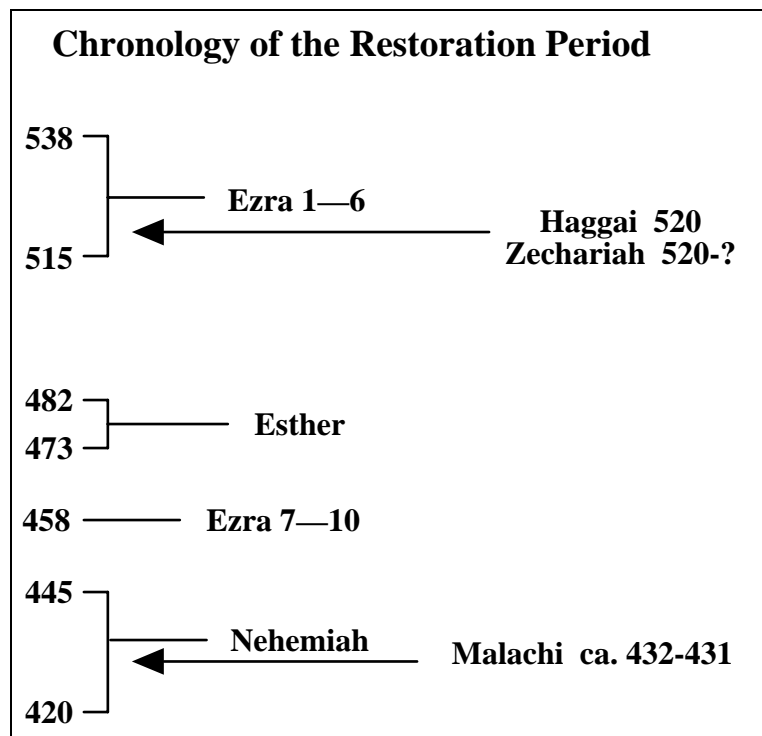 Chronology of the Restoration Period
538
Ezra 1—6
Haggai 520
Zechariah 520-?
515
482
Esther
473
458
Ezra 7—10
445
Nehemiah
Malachi ca. 432-431
420